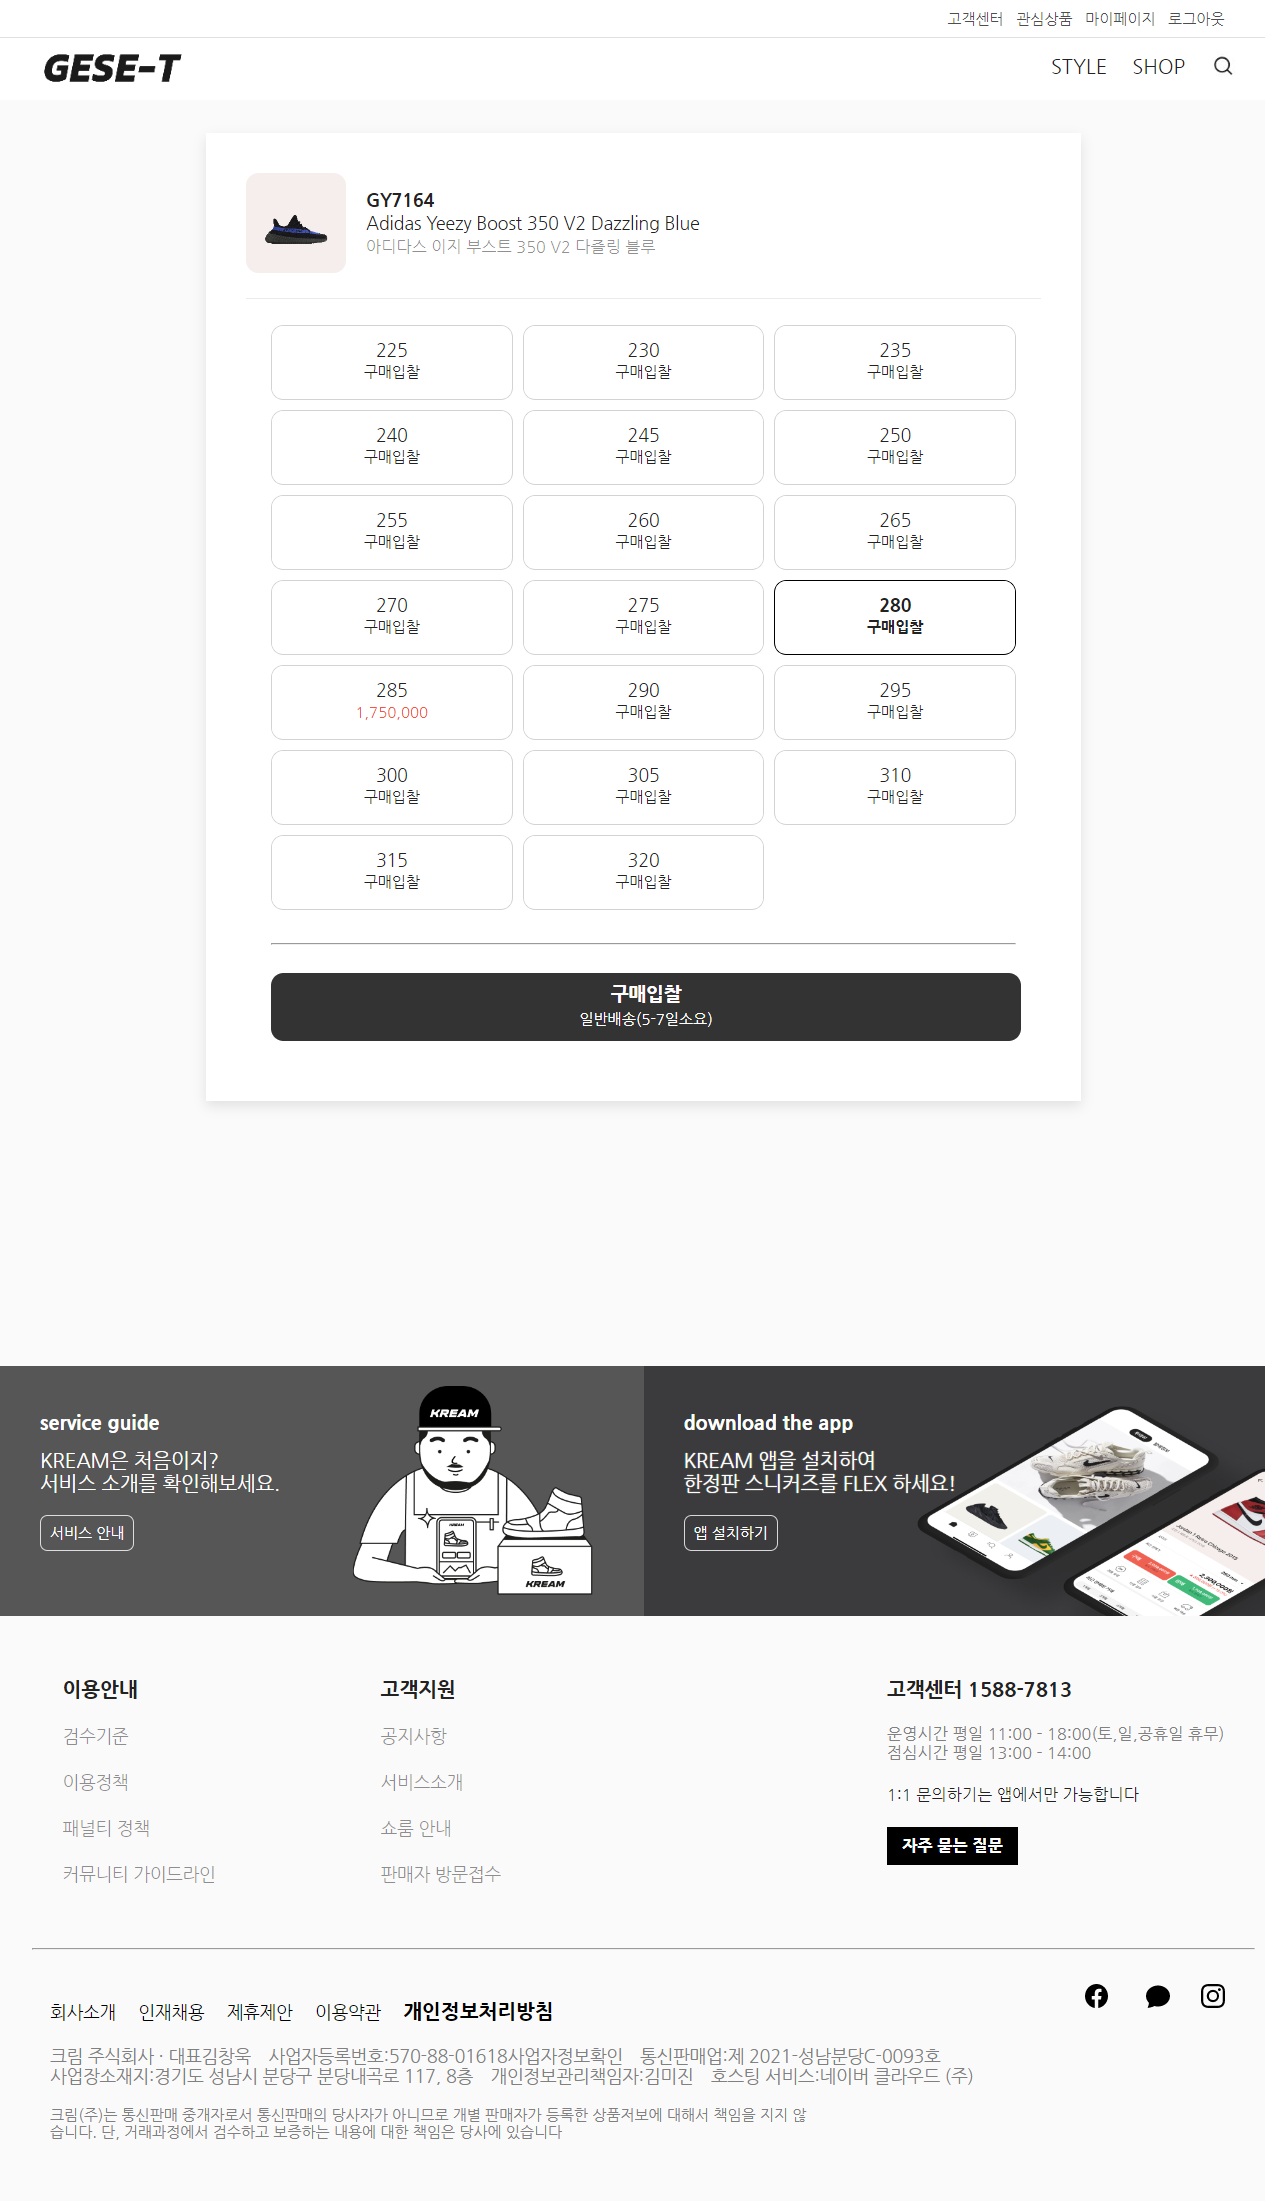 고객센터 관심상품 마이페이지 로그아웃
GESE-T
STYLE SHOP
GY7164
Adidas Yeezy Boost 350 V2 Dazzling Blue
아디다스 이지 부스트 350 V2 다즐링 블루
225 230 235
구매입찰 구매입찰 구매입찰
240 245 250
구매입찰 구매입찰 구매입찰
255 260 265
구매입찰 구매입찰 구매입찰
270 275 280
구매입찰 구매입찰 구매입찰
285 290 295
1,750,000 구매입찰 구매입찰
300 305 310
구매입찰 구매입찰 구매입찰
315 320
구매입찰 구매입찰
구매입찰
일반배송(5-7일소요)
service guide
KREAM은 처음이지?
서비스 소개를 확인해보세요.
서비스 안내
KREAM
KREAM
KREAM
download the app
KREAM 앱을 설치하여
한정판 스니커즈를 FLEX 하세요!
앱 설치하기
이용안내 고객지원 고객센터 1588-7813
검수기준 공지사항 운영시간 평일 11:00 - 18:00(토,일,공휴일 휴무)
점심시간 평일 13:00 - 14:00
이용정책 서비스소개 1:1 문의하기는 앱에서만 가능합니다
패널티 정책 쇼룸 안내 자주 묻는 질문
커뮤니티 가이드라인 판매자 방문접수
회사소개 인재채용 제휴제안 이용약관 개인정보처리방침
크림 주식회사 · 대표김창욱 사업자등록번호:570-88-01618사업자정보확인 통신판매업:제 2021-성남분당C-0093호
사업장소재지:경기도 성남시 분당구 분당내곡로 117, 8층 개인정보관리책임자:김미진 호스팅 서비스:네이버 클라우드 (주)
크림(주)는 통신판매 중개자로서 통신판매의 당사자가 아니므로 개별 판매자가 등록한 상품저보에 대해서 책임을 지지 않
습니다. 단, 거래과정에서 검수하고 보증하는 내용에 대한 책임은 당사에 있습니다